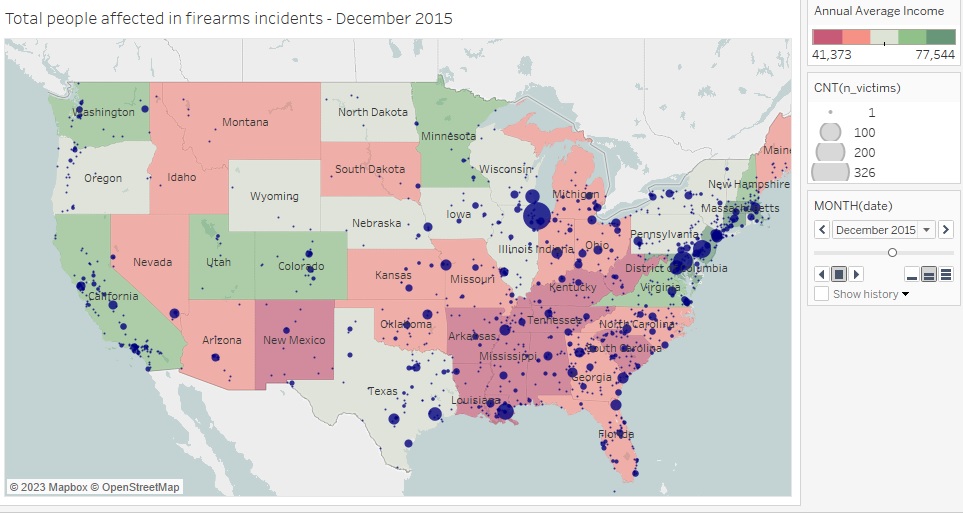 Total people affected in firearms incidents - December 2015
Annual Average Income
41,373 77,544
CNT(n_victims)
1
100
200
326
MONTH(date)
December 2015
Show history
Washington
Montana
North Dakota
Minnesota
Maine
Oregon
Idaho
South Dakota
Wisconsin
Michigan
New Hampshire
Wyoming
Massachusetts
Nebraska
Iowa
Pennsylvania
Nevada
Utah
Colorado
Illinois
Indiana
Ohio
District of Columbia
California
Kansas
Missouri
Kentucky
Virginia
Arizona
New Mexico
Oklahoma
Arkansas
Tennessee
North Carolina
Mississippi
South Carolina
Texas
Louisiana
Georgia
Florida
© 2023 Mapbox © OpenStreetMap